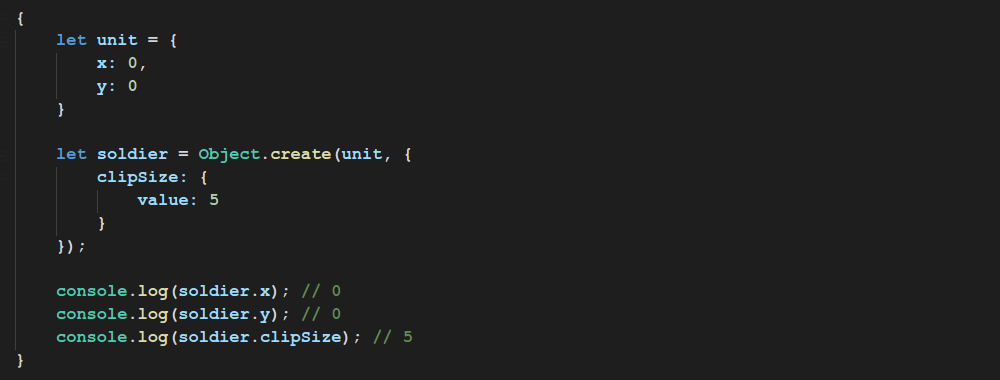 {
    let unit = {
        x: 0,
        y: 0
    }

    let soldier = Object.create(unit, {
        clipSize: {
            value: 5
        }
    });

    console.log(soldier.x); // 0
    console.log(soldier.y); // 0
    console.log(soldier.clipSize); // 5
}